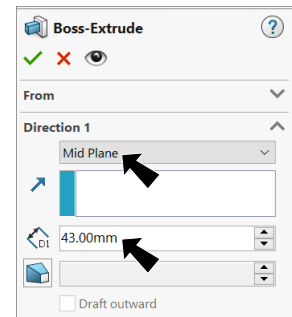 Boss-Extrude
?
From
Direction 1
Mid Plane
D1 43.00mm
Draft outward